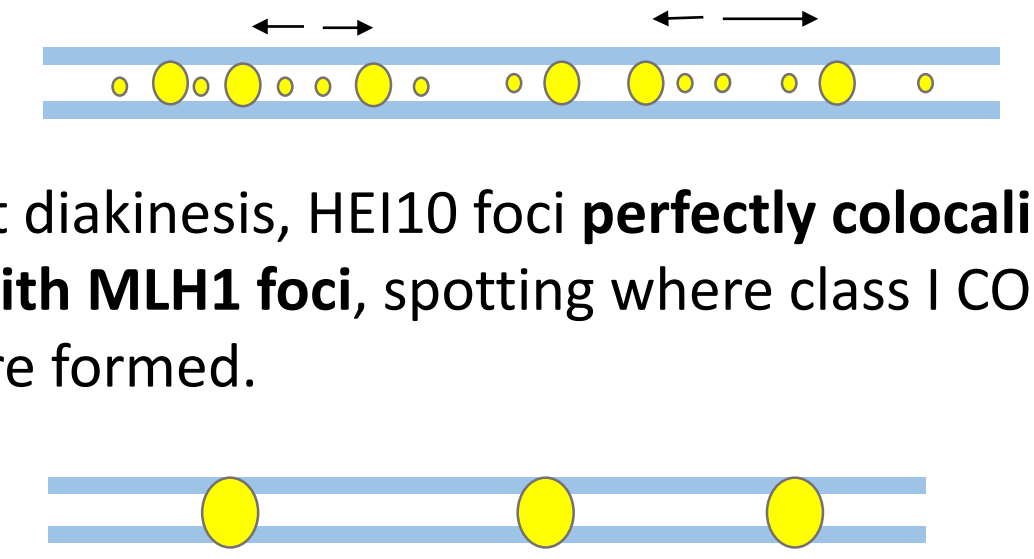 t diakinesis, HEI10 foci perfectly colocali
ith MLH1 foci, spotting where class I CO
re formed.